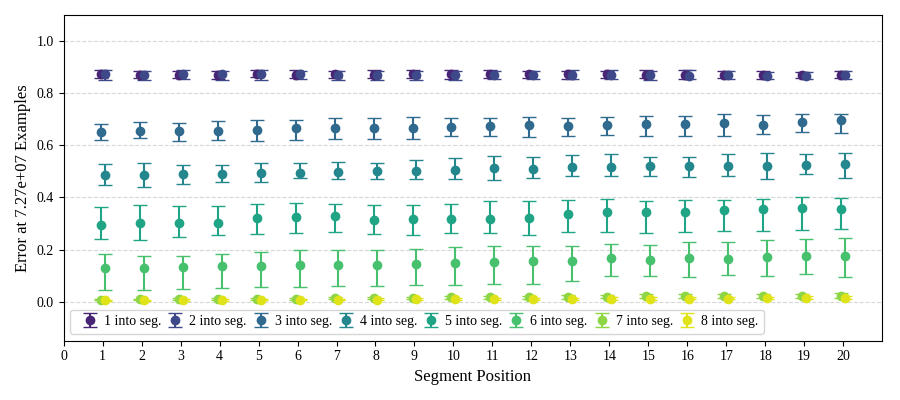 Error at 7.27e+07 Examples
1.0
0.8
0.6
0.4
0.2
0.0
1 into seg. 2 into seg. 3 into seg. 4 into seg. 5 into seg. 6 into seg. 7 into seg. 8 into seg.
0 1 2 3 4 5 6 7 8 9 10 11 12 13 14 15 16 17 18 19 20
Segment Position